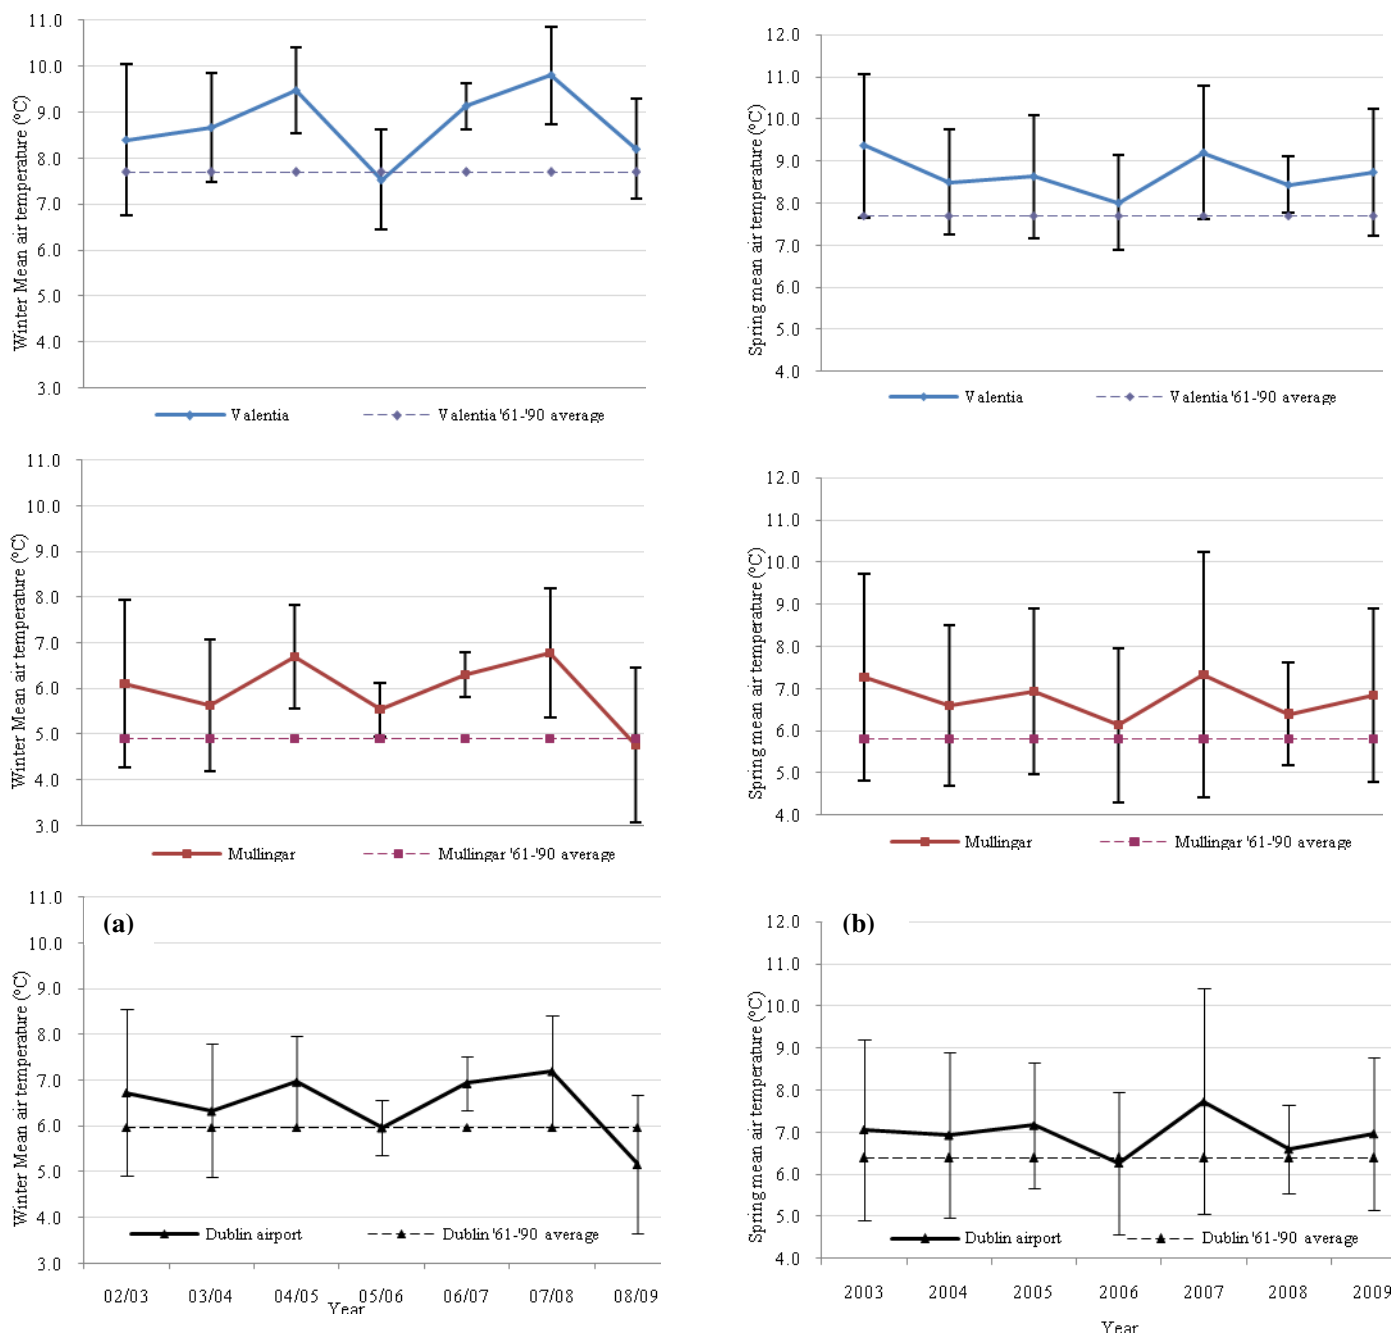 11.0
10.0
9.0
8.0
7.0
6.0
5.0
4.0
3.0
Winter Mean air temperature (°C)
Valentia
Valentia '61-'90 average
12.0
11.0
10.0
9.0
8.0
7.0
6.0
5.0
4.0
Spring mean air temperature (°C)
Valentia
Valentia '61-'90 average
11.0
10.0
9.0
8.0
7.0
6.0
5.0
4.0
3.0
Winter Mean air temperature (°C)
Mullingar
Mullingar '61-'90 average
12.0
11.0
10.0
9.0
8.0
7.0
6.0
5.0
4.0
Spring mean air temperature (°C)
Mullingar
Mullingar '61-'90 average
(a)
11.0
10.0
9.0
8.0
7.0
6.0
5.0
4.0
3.0
Winter Mean air temperature (°C)
Dublin airport
Dublin '61-'90 average
02/03 03/04 04/05 05/06 06/07 07/08 08/09
Year
(b)
12.0
11.0
10.0
9.0
8.0
7.0
6.0
5.0
4.0
Spring mean air temperature (°C)
Dublin airport
Dublin '61-'90 average
2003 2004 2005 2006 2007 2008 2009
Year